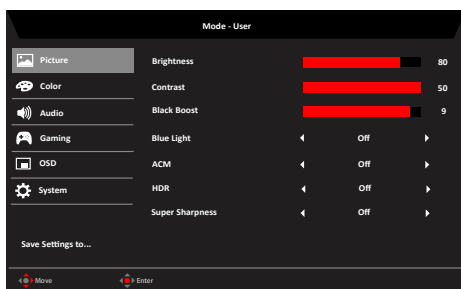 Mode - User
Picture
Brightness 80
Color
Contrast 50
Audio
Black Boost 9
Gaming
Blue Light Off
OSD
ACM Off
System
HDR Off
Super Sharpness Off
Save Settings to...
Move Enter